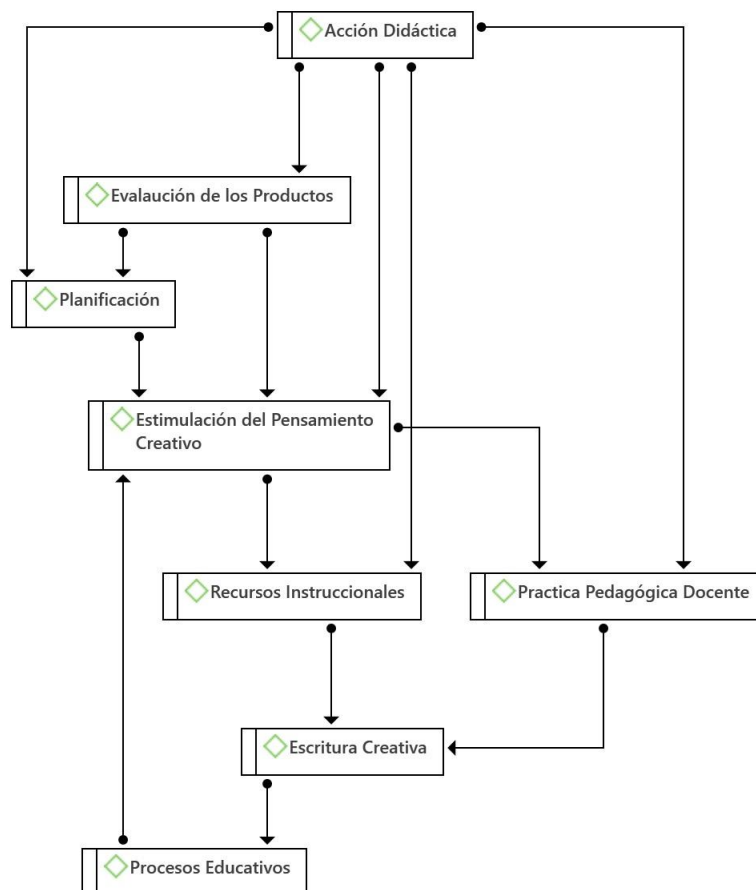 Acción Didáctica
Evalaución de los Productos
Planificación
Estimulación del Pensamiento
Creativo
Recursos Instruccionales
Practica Pedagógica Docente
Escritura Creativa
Procesos Educativos